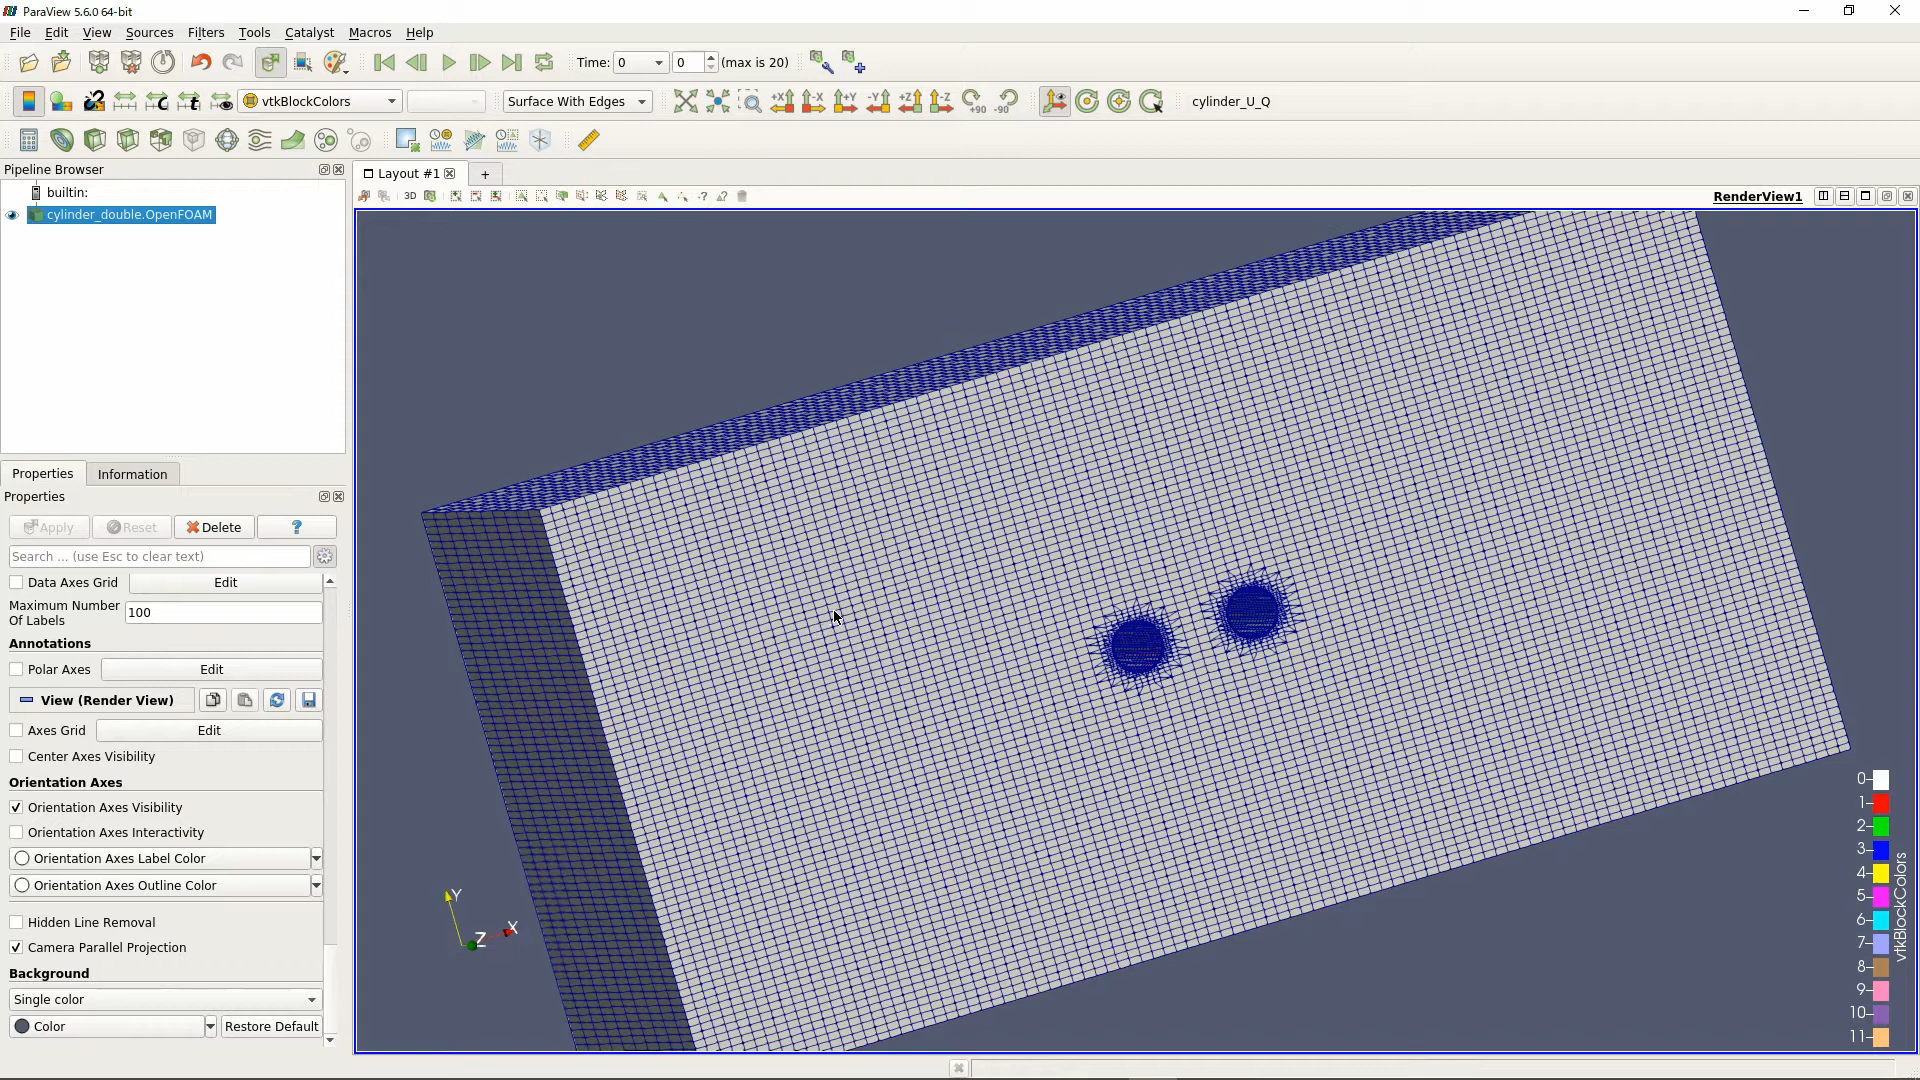 ParaView 5.6.0 64-bit
File Edit View Sources Filters Tools Catalyst Macros Help
Time: 0 0 (max is 20)
vtkBlockColors Surface With Edges +X -X +Y -Y +Z -Z +90 -90 cylinder_U_Q
Pipeline Browser
builtin:
cylinder_double.OpenFOAM
Layout #1 +
3D RenderView1
Properties Information
Properties
Apply Reset Delete ?
Search ... (use Esc to clear text)
Data Axes Grid Edit
Maximum Number
Of Labels 100
Annotations
Polar Axes Edit
View (Render View)
Axes Grid Edit
Center Axes Visibility
Orientation Axes
Orientation Axes Visibility
Orientation Axes Interactivity
Orientation Axes Label Color
Orientation Axes Outline Color
Hidden Line Removal
Camera Parallel Projection
Background
Single color
Color Restore Default
Y
Z
X
0
1
2
3
4
5
6
7
8
9
10
11
vtkBlockColors